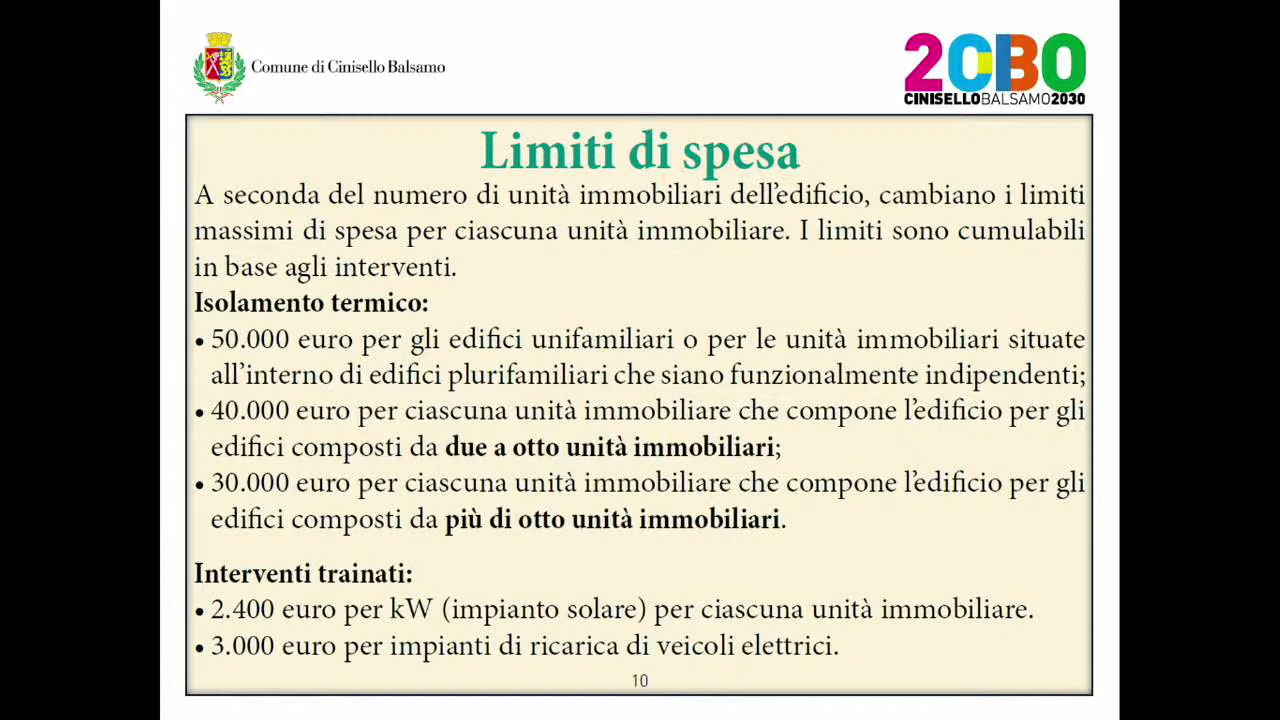 Comune di Cinisello Balsamo
20BO
CINISELLOBALSAMO2030
Limiti di spesa
A seconda del numero di unità immobiliari dell'edificio, cambiano i limiti
massimi di spesa per ciascuna unità immobiliare. I limiti sono cumulabili
in base agli interventi.
Isolamento termico:
• 50.000 euro per gli edifici unifamiliari o per le unità immobiliari situate
all'interno di edifici plurifamiliari che siano funzionalmente indipendenti;
• 40.000 euro per ciascuna unità immobiliare che compone l'edificio per gli
edifici composti da due a otto unità immobiliari;
• 30.000 euro per ciascuna unità immobiliare che compone l'edificio per gli
edifici composti da più di otto unità immobiliari.
Interventi trainati:
• 2.400 euro per kW (impianto solare) per ciascuna unità immobiliare.
• 3.000 euro per impianti di ricarica di veicoli elettrici.
10